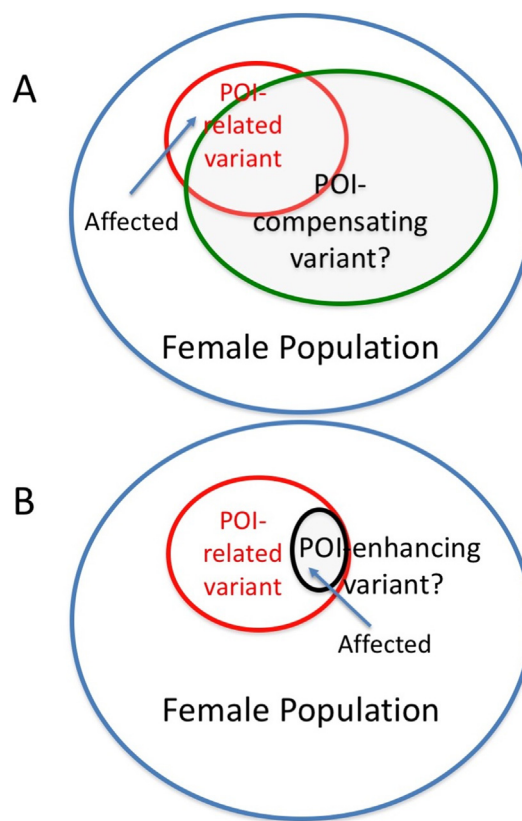 A
POI-
related
variant
POI-
compensating
variant?
Affected
Female Population
B
POI-
related
variant
POI-enhancing
variant?
Affected
Female Population